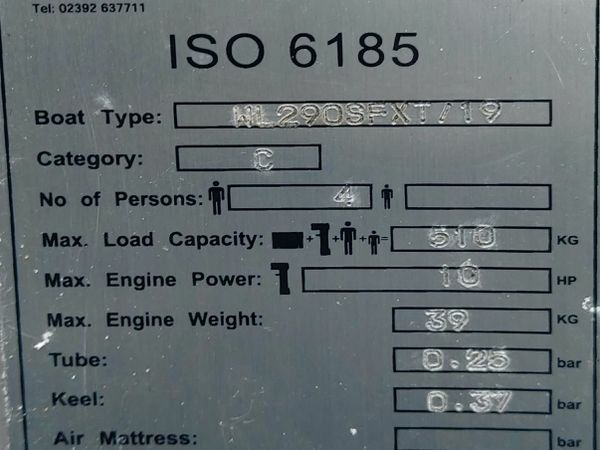 Tel: 02392 637711
ISO 6185
Boat Type: WL290SFXT/19
Category: C
No of Persons: 4
Max. Load Capacity: + + + = 510 KG
Max. Engine Power: 10 HP
Max. Engine Weight: 39 KG
Tube: 0.25 bar
Keel: 0.37 bar
Air Mattress: bar